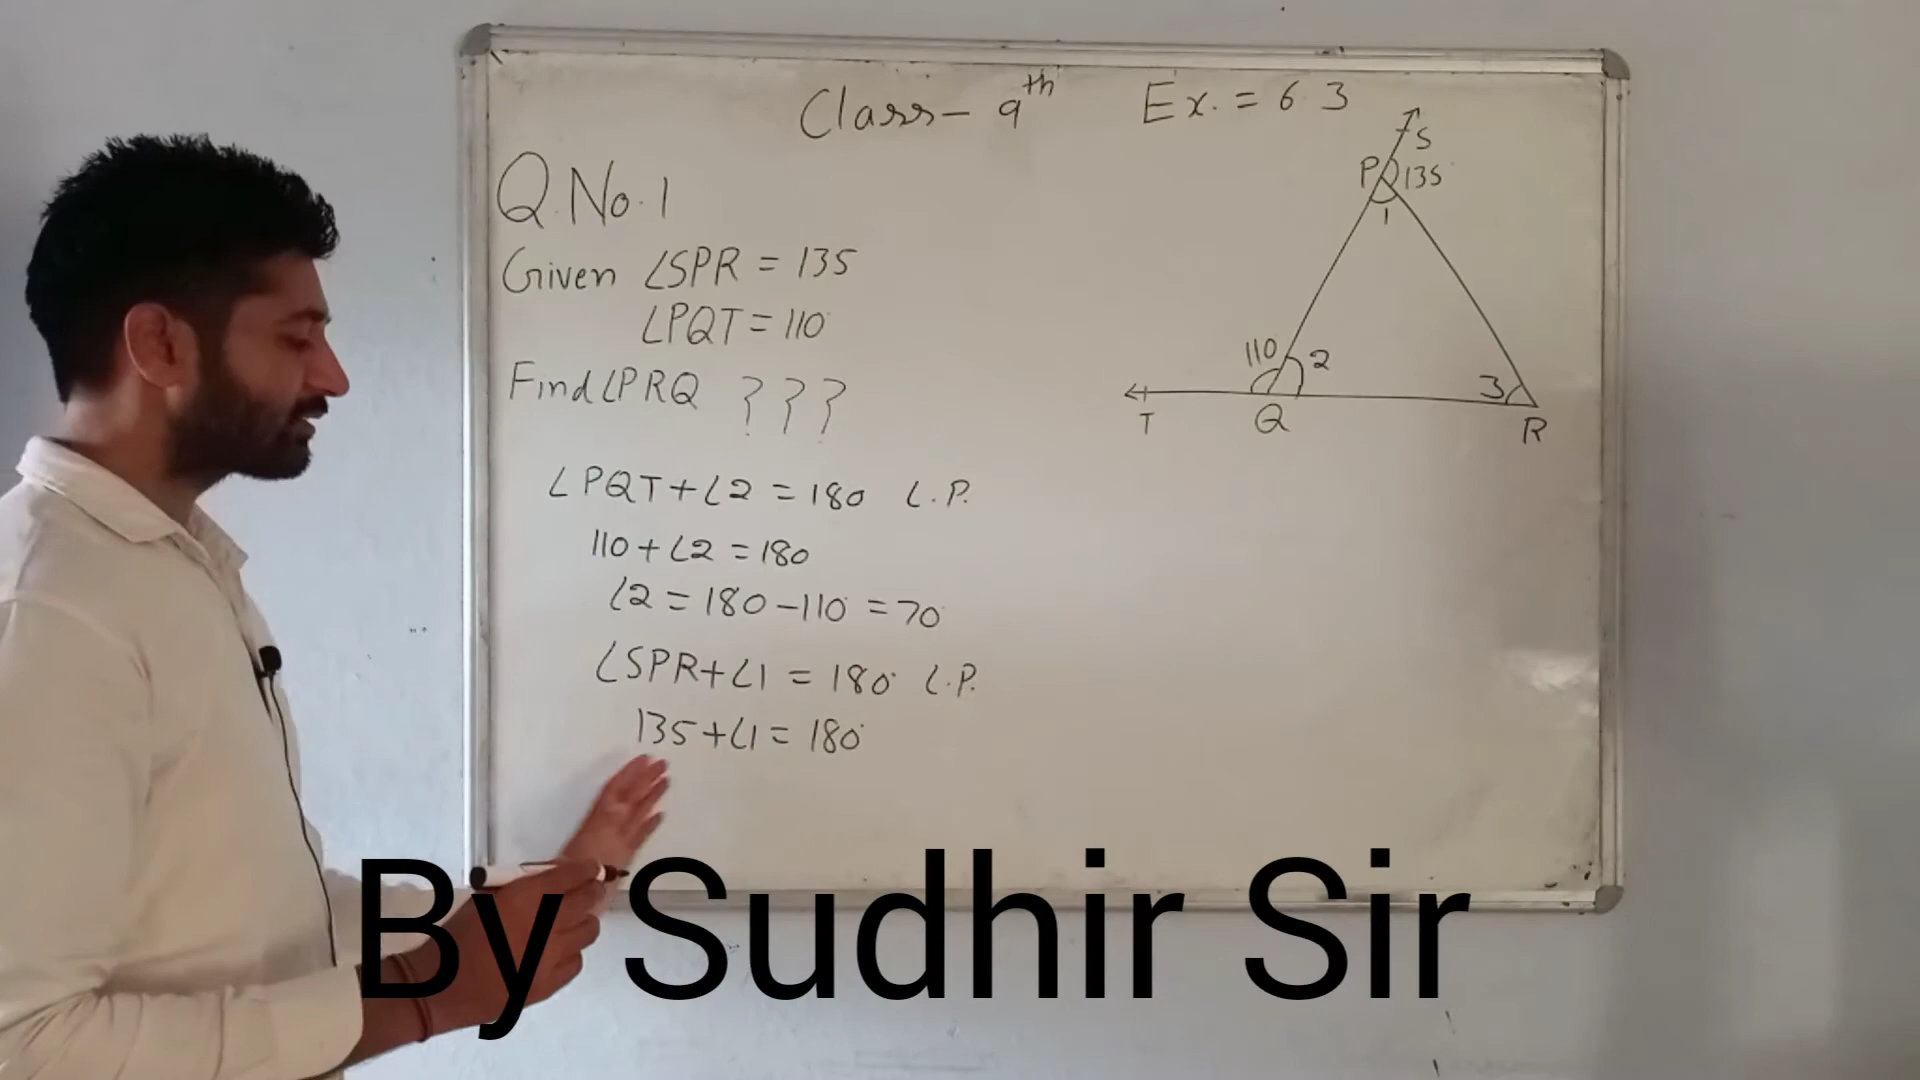 Class- 9th Ex. = 6.3
Q.No.1
Given ∠SPR = 135
∠PQT = 110
Find ∠PRQ ???
∠PQT + ∠2 = 180 L.P.
110 + ∠2 = 180
∠2 = 180 - 110 = 70
∠SPR + ∠1 = 180 L.P.
135 + ∠1 = 180
S
P 135
1
110 2
3
T Q R
By Sudhir Sir